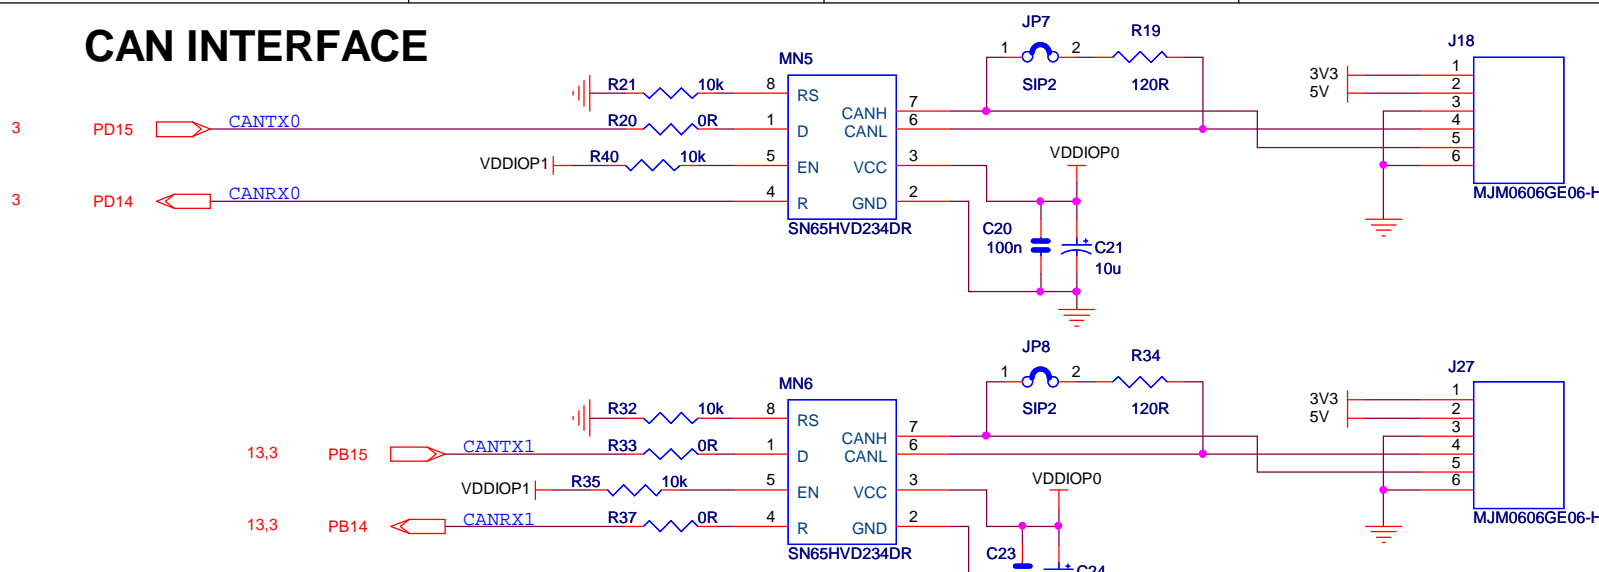 CAN INTERFACE
JP7
1 2
SIP2
R19
120R
J18
3V3
5V
1
2
3
4
5
6
MJM0606GE06-H
MN5
R21 10k 8 RS
3 PD15 CANTX0 R20 0R 1 D
VDDIOP1 R40 10k 5 EN
3 PD14 CANRX0 4 R
CANH 7
CANL 6
VCC 3
GND 2
SN65HVD234DR
VDDIOP0
C20
100n
C21
10u
JP8
1 2
SIP2
R34
120R
J27
3V3
5V
1
2
3
4
5
6
MJM0606GE06-H
MN6
R32 10k 8 RS
13,3 PB15 CANTX1 R33 0R 1 D
VDDIOP1 R35 10k 5 EN
13,3 PB14 CANRX1 R37 0R 4 R
CANH 7
CANL 6
VCC 3
GND 2
SN65HVD234DR
VDDIOP0
C23
C24